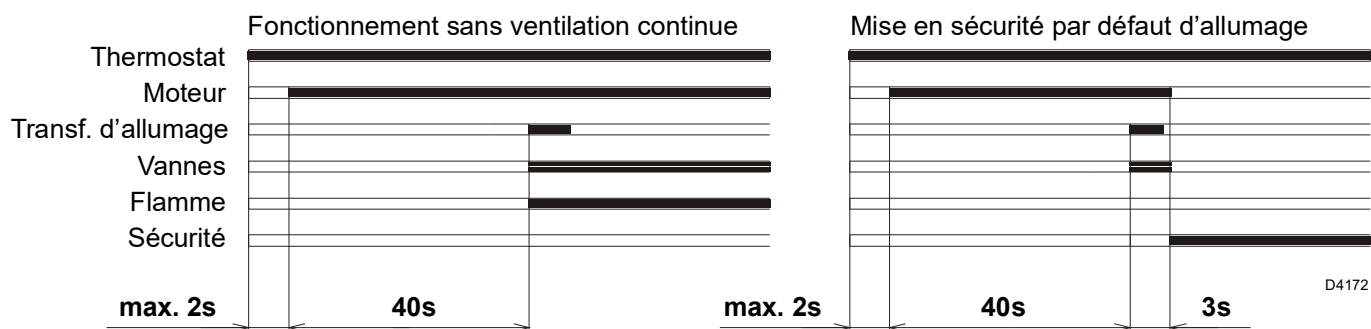 Fonctionnement sans ventilation continue
Mise en sécurité par défaut d'allumage
Thermostat
Moteur
Transf. d'allumage
Vannes
Flamme
Sécurité
D4172
max. 2s
40s
max. 2s
40s
3s